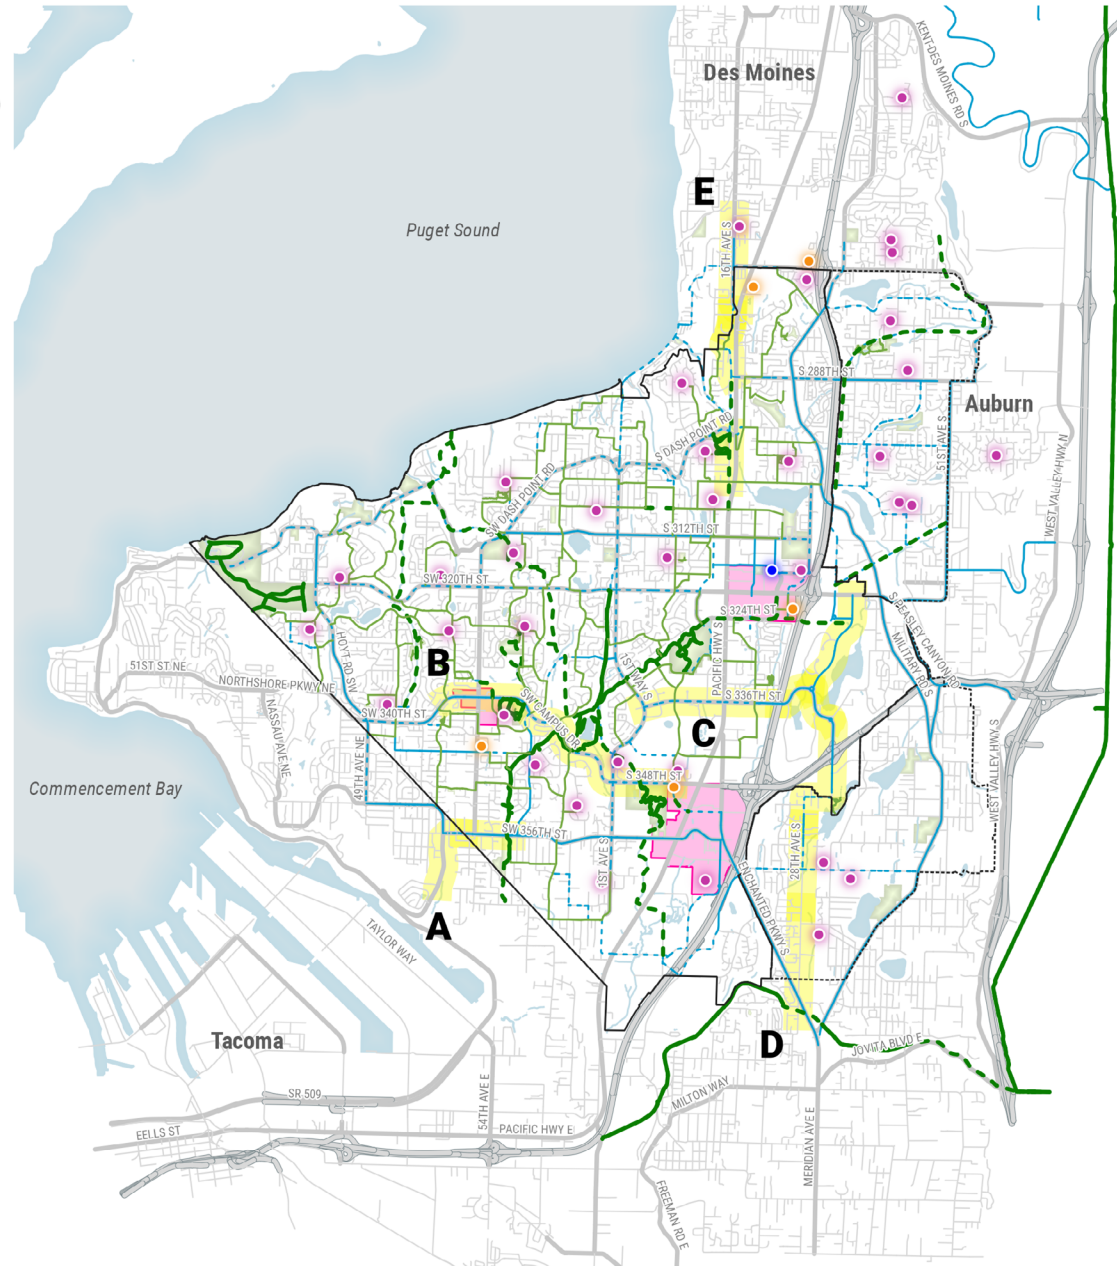 Des Moines
KENT-DES MOINES RD S
E
Puget Sound
16TH AVE S
S 288TH ST
Auburn
S DASH POINT RD
51ST AVE S
WEST VALLEY HWY N
SW DASH POINT RD
S 312TH ST
SW 320TH ST
S 324TH ST
S PEASLEY CANYON RD
MILITARY RD S
HOYT RD SW
B
1ST WAY S
PACIFIC HWY S
51ST ST NE
NORTHSHORE PKWY NE
NASSAU AVE NE
S 336TH ST
SW 340TH ST
SW CAMPUS DR
C
WEST VALLEY HWY S
49TH AVE NE
S 348TH ST
Commencement Bay
SW 356TH ST
1ST AVE S
28TH AVE S
ENCHANTED PKWY S
A
TAYLOR WAY
Tacoma
D
JOVITA BLVD E
SR 509
MILTON WAY
54TH AVE E
EELLS ST
PACIFIC HWY E
MERIDIAN AVE E
FREEMAN RD E